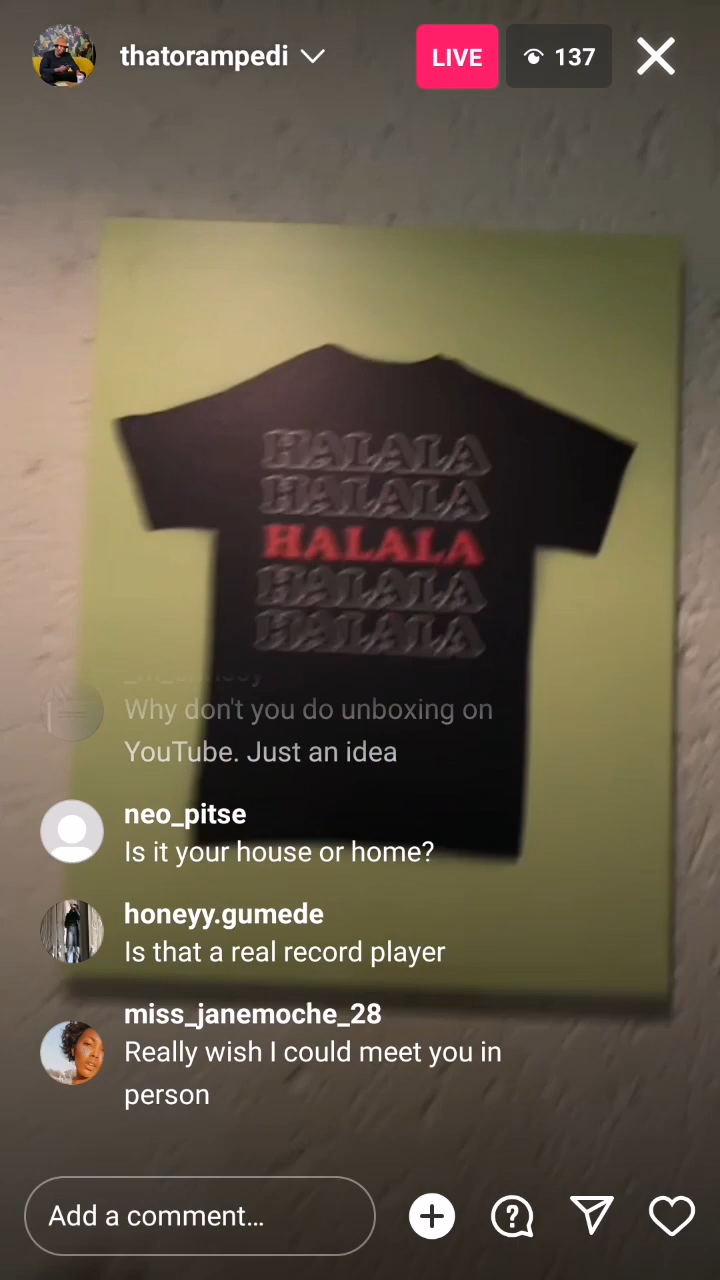 thatorampedi
LIVE
137
HALALA
HALALA
HALALA
HALALA
HALALA
Why don't you do unboxing on
YouTube. Just an idea
neo_pitse
Is it your house or home?
honeyy.gumede
Is that a real record player
miss_janemoche_28
Really wish I could meet you in
person
Add a comment...